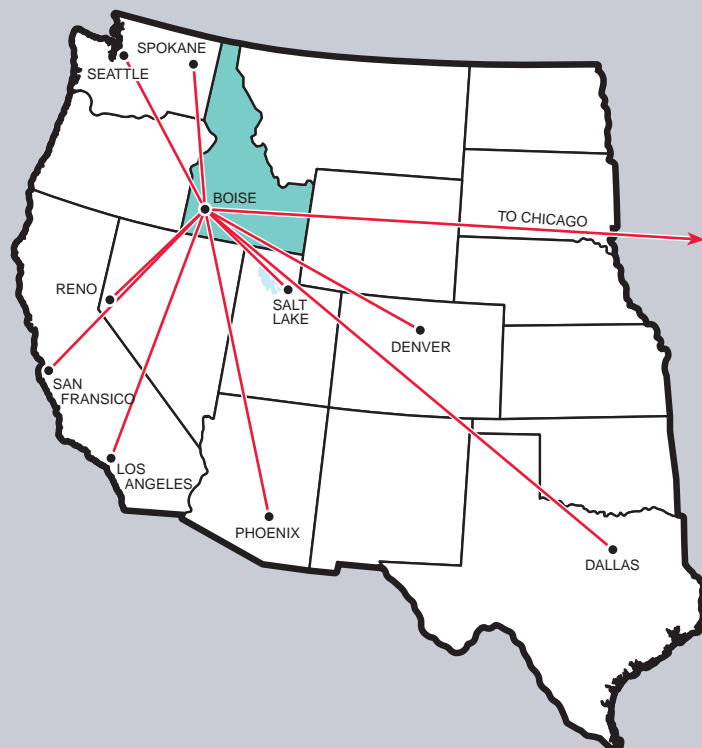 SPOKANE
SEATTLE
BOISE
TO CHICAGO
RENO
SALT
LAKE
DENVER
SAN
FRANSICO
LOS
ANGELES
PHOENIX
DALLAS